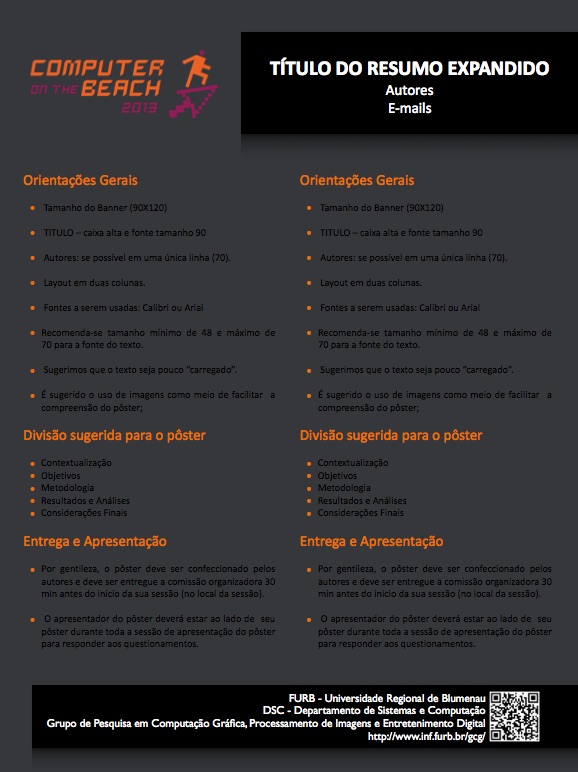 COMPUTER
ON THE BEACH
2013
TÍTULO DO RESUMO EXPANDIDO
Autores
E-mails
Orientações Gerais
Tamanho do Banner (90X120)
TITULO – caixa alta e fonte tamanho 90
Autores: se possível em uma única linha (70).
Layout em duas colunas.
Fontes a serem usadas: Calibri ou Arial
Recomenda-se tamanho mínimo de 48 e máximo de
70 para a fonte do texto.
Sugerimos que o texto seja pouco “carregado”.
É sugerido o uso de imagens como meio de facilitar a
compreensão do pôster;
Divisão sugerida para o pôster
Contextualização
Objetivos
Metodologia
Resultados e Análises
Considerações Finais
Entrega e Apresentação
Por gentileza, o pôster deve ser confeccionado pelos
autores e deve ser entregue a comissão organizadora 30
min antes do inicio da sua sessão (no local da sessão).
O apresentador do pôster deverá estar ao lado de seu
pôster durante toda a sessão de apresentação do pôster
para responder aos questionamentos.
Orientações Gerais
Tamanho do Banner (90X120)
TITULO – caixa alta e fonte tamanho 90
Autores: se possível em uma única linha (70).
Layout em duas colunas.
Fontes a serem usadas: Calibri ou Arial
Recomenda-se tamanho mínimo de 48 e máximo de
70 para a fonte do texto.
Sugerimos que o texto seja pouco “carregado”.
É sugerido o uso de imagens como meio de facilitar a
compreensão do pôster;
Divisão sugerida para o pôster
Contextualização
Objetivos
Metodologia
Resultados e Análises
Considerações Finais
Entrega e Apresentação
Por gentileza, o pôster deve ser confeccionado pelos
autores e deve ser entregue a comissão organizadora 30
min antes do inicio da sua sessão (no local da sessão).
O apresentador do pôster deverá estar ao lado de seu
pôster durante toda a sessão de apresentação do pôster
para responder aos questionamentos.
FURB - Universidade Regional de Blumenau
DSC - Departamento de Sistemas e Computação
Grupo de Pesquisa em Computação Gráfica, Processamento de Imagens e Entretenimento Digital
http://www.inf.furb.br/gcg/